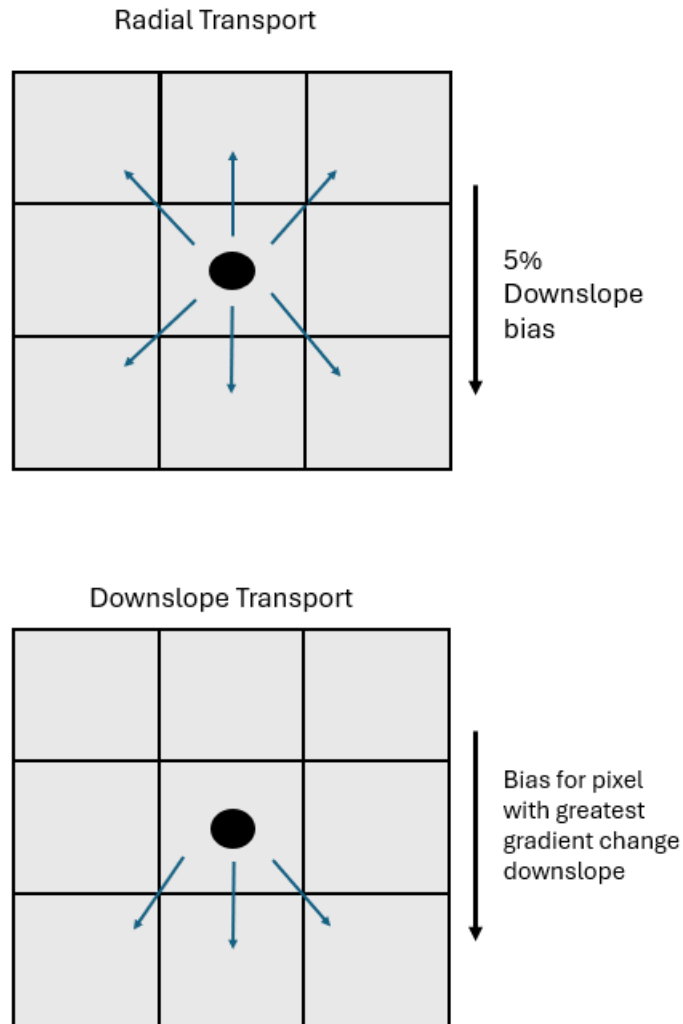 Radial Transport
5%
Downslope
bias
Downslope Transport
Bias for pixel
with greatest
gradient change
downslope